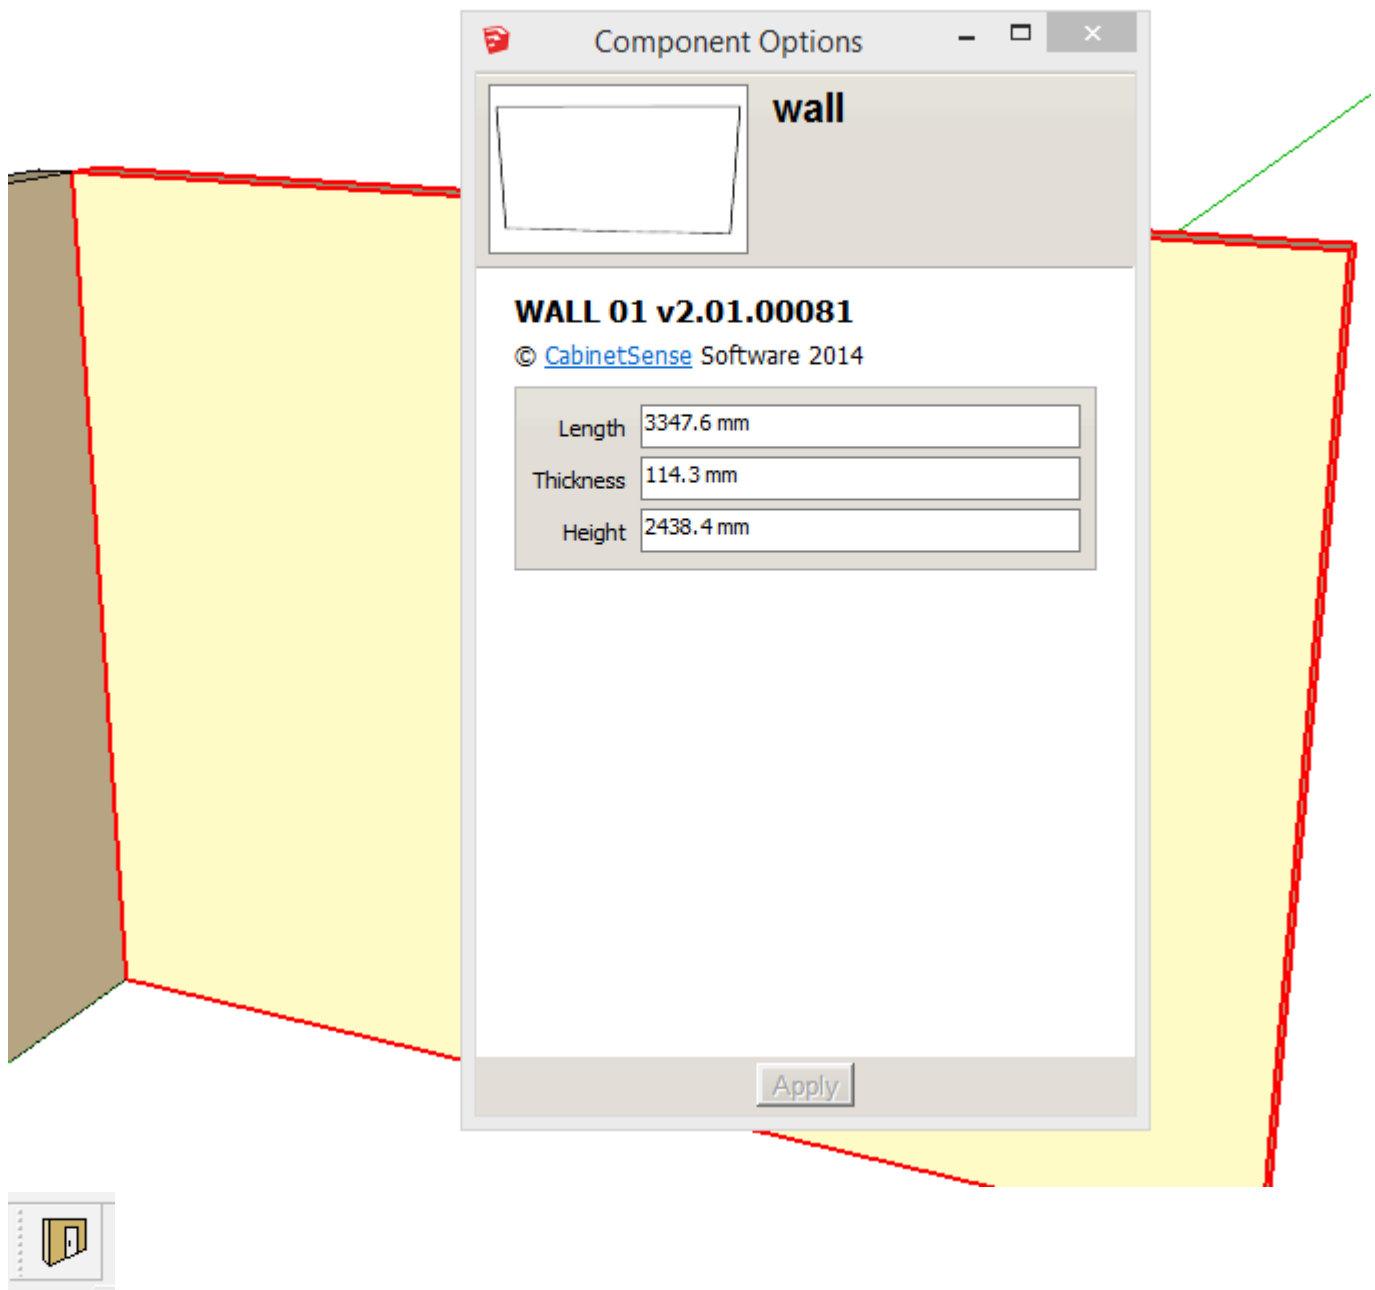 Component Options
wall
WALL 01 v2.01.00081
© CabinetSense Software 2014
Length 3347.6 mm
Thickness 114.3 mm
Height 2438.4 mm
Apply